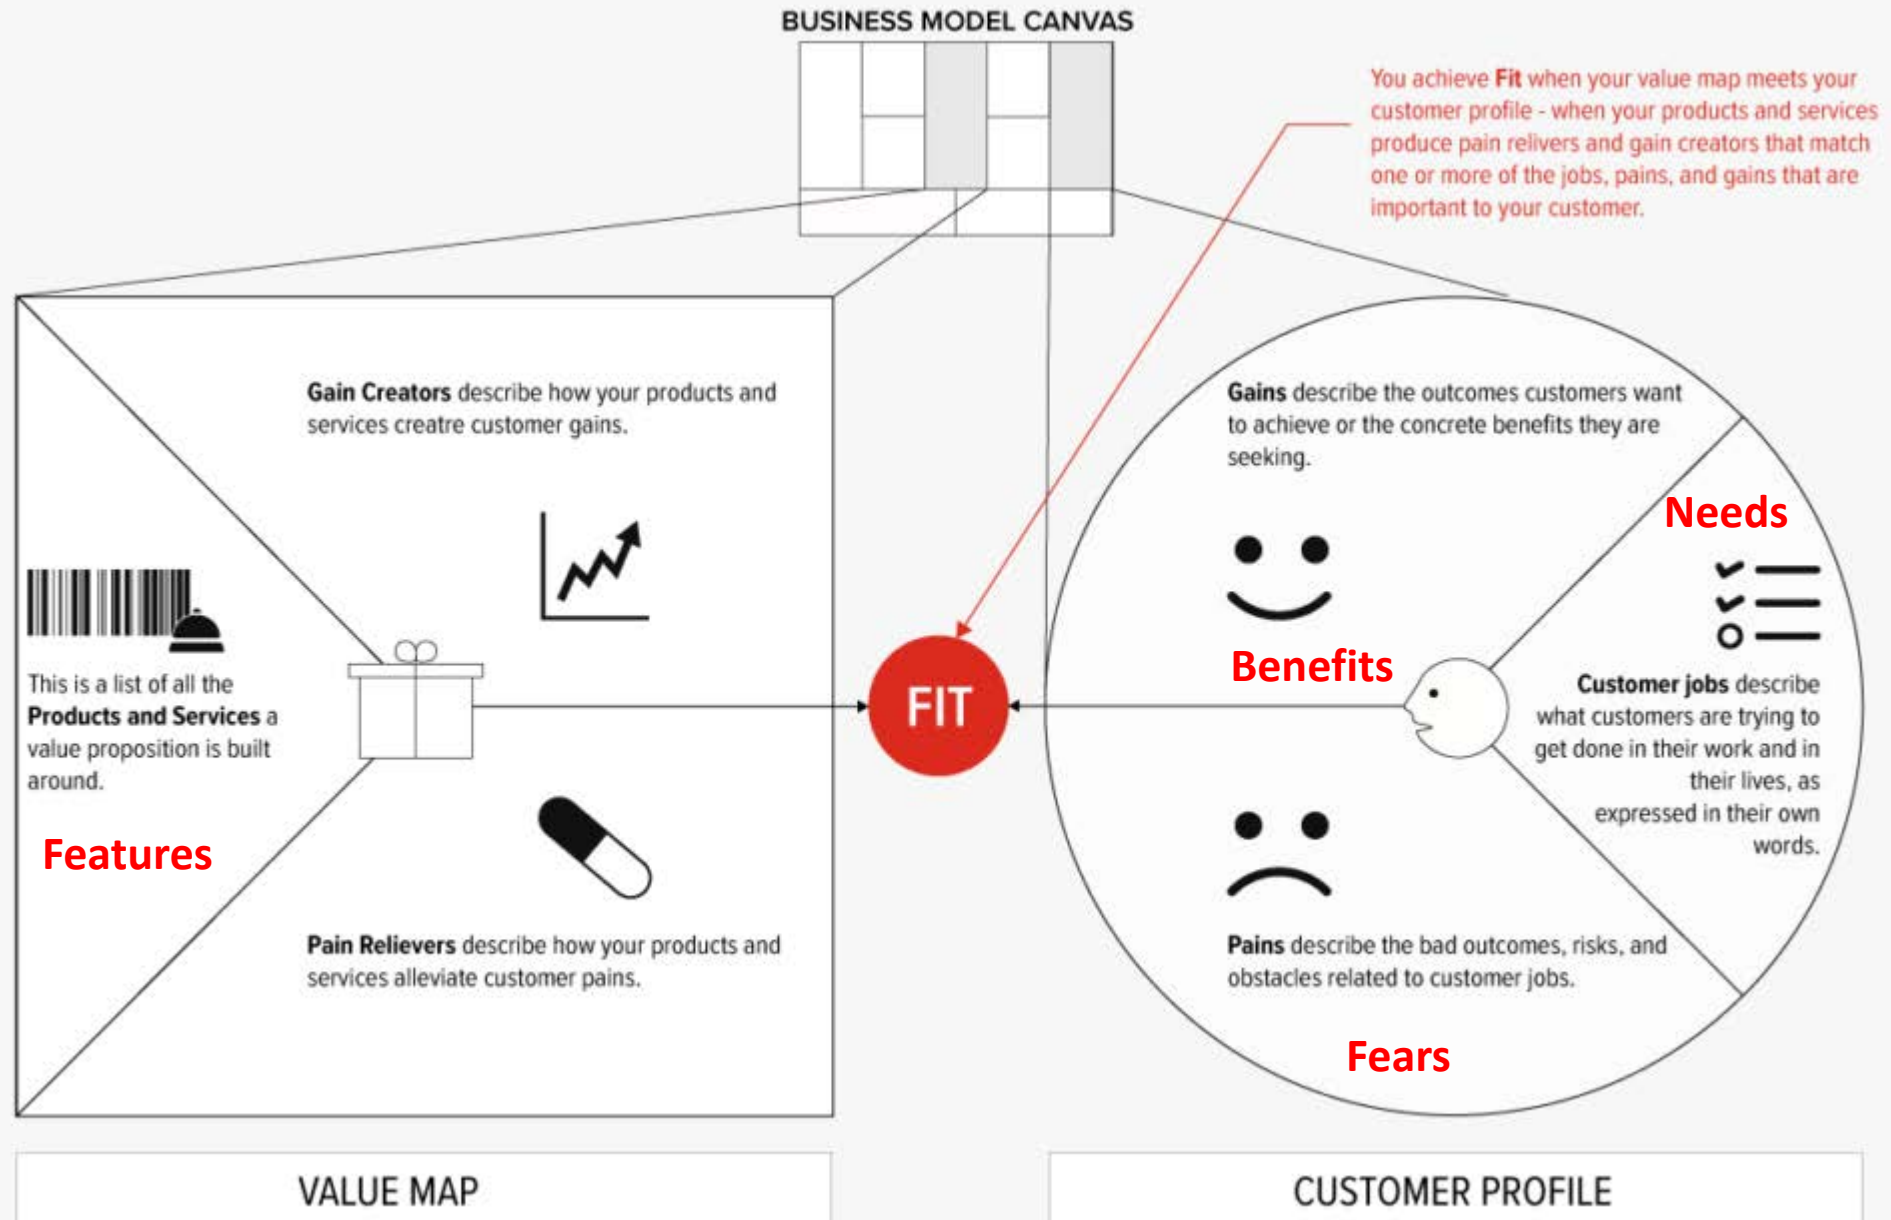 BUSINESS MODEL CANVAS
You achieve Fit when your value map meets your
customer profile - when your products and services
produce pain relivers and gain creators that match
one or more of the jobs, pains, and gains that are
important to your customer.
Gain Creators describe how your products and
services creatre customer gains.
This is a list of all the
Products and Services a
value proposition is built
around.
Features
Pain Relievers describe how your products and
services alleviate customer pains.
FIT
Gains describe the outcomes customers want
to achieve or the concrete benefits they are
seeking.
Needs
Benefits
Customer jobs describe
what customers are trying to
get done in their work and in
their lives, as
expressed in their own
words.
Pains describe the bad outcomes, risks, and
obstacles related to customer jobs.
Fears
VALUE MAP
CUSTOMER PROFILE